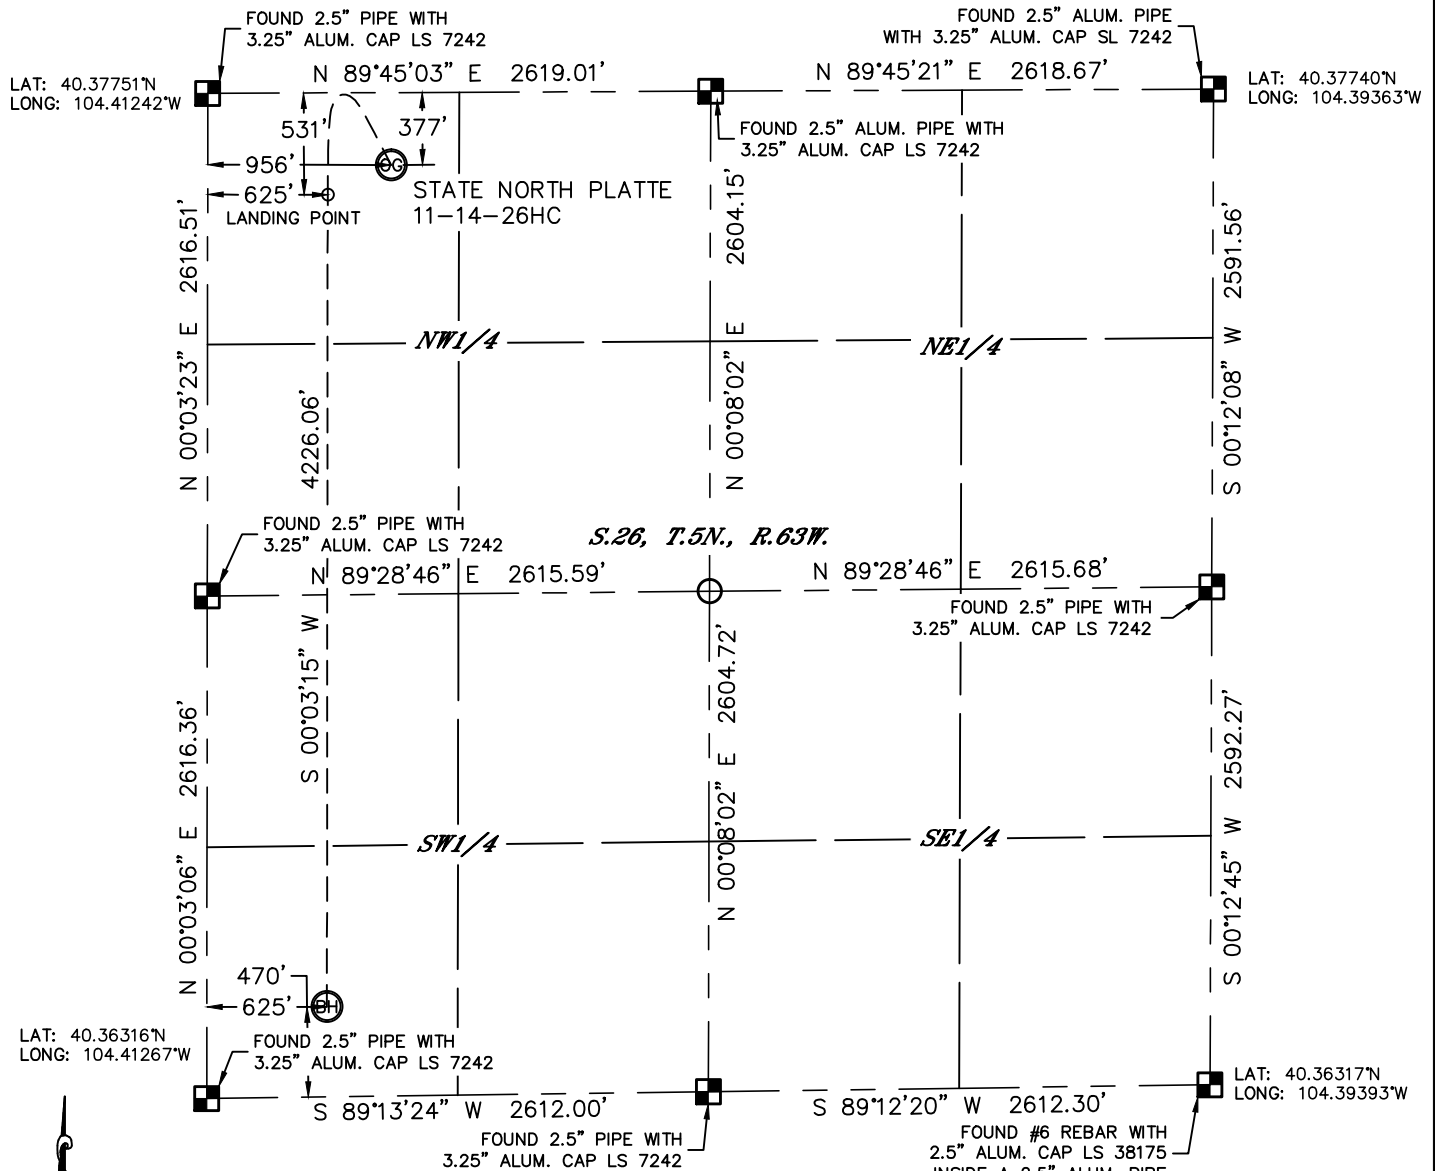 FOUND 2.5" PIPE WITH
3.25" ALUM. CAP LS 7242
FOUND 2.5" ALUM. PIPE
WITH 3.25" ALUM. CAP SL 7242
LAT: 40.37751°N
LONG: 104.41242°W
N 89°45'03" E 2619.01'
N 89°45'21" E 2618.67'
LAT: 40.37740°N
LONG: 104.39363°W
531'
377'
FOUND 2.5" ALUM. PIPE WITH
3.25" ALUM. CAP LS 7242
956'
OG
625'
LANDING POINT
STATE NORTH PLATTE
11-14-26HC
N 00°03'23" E 2616.51'
4226.06'
S 00°03'15" W
N 00°08'02" E 2604.15'
S 00°12'08" W 2591.56'
NW1/4
NE1/4
FOUND 2.5" PIPE WITH
3.25" ALUM. CAP LS 7242
S.26, T.5N., R.63W.
N 89°28'46" E 2615.59'
N 89°28'46" E 2615.68'
FOUND 2.5" PIPE WITH
3.25" ALUM. CAP LS 7242
N 00°03'06" E 2616.36'
N 00°08'02" E 2604.72'
S 00°12'45" W 2592.27'
SW1/4
SE1/4
470'
625'
BH
LAT: 40.36316°N
LONG: 104.41267°W
FOUND 2.5" PIPE WITH
3.25" ALUM. CAP LS 7242
LAT: 40.36317°N
LONG: 104.39393°W
S 89°13'24" W 2612.00'
S 89°12'20" W 2612.30'
FOUND 2.5" PIPE WITH
3.25" ALUM. CAP LS 7242
FOUND #6 REBAR WITH
2.5" ALUM. CAP LS 38175
INSIDE A 2.5" ALUM. PIPE